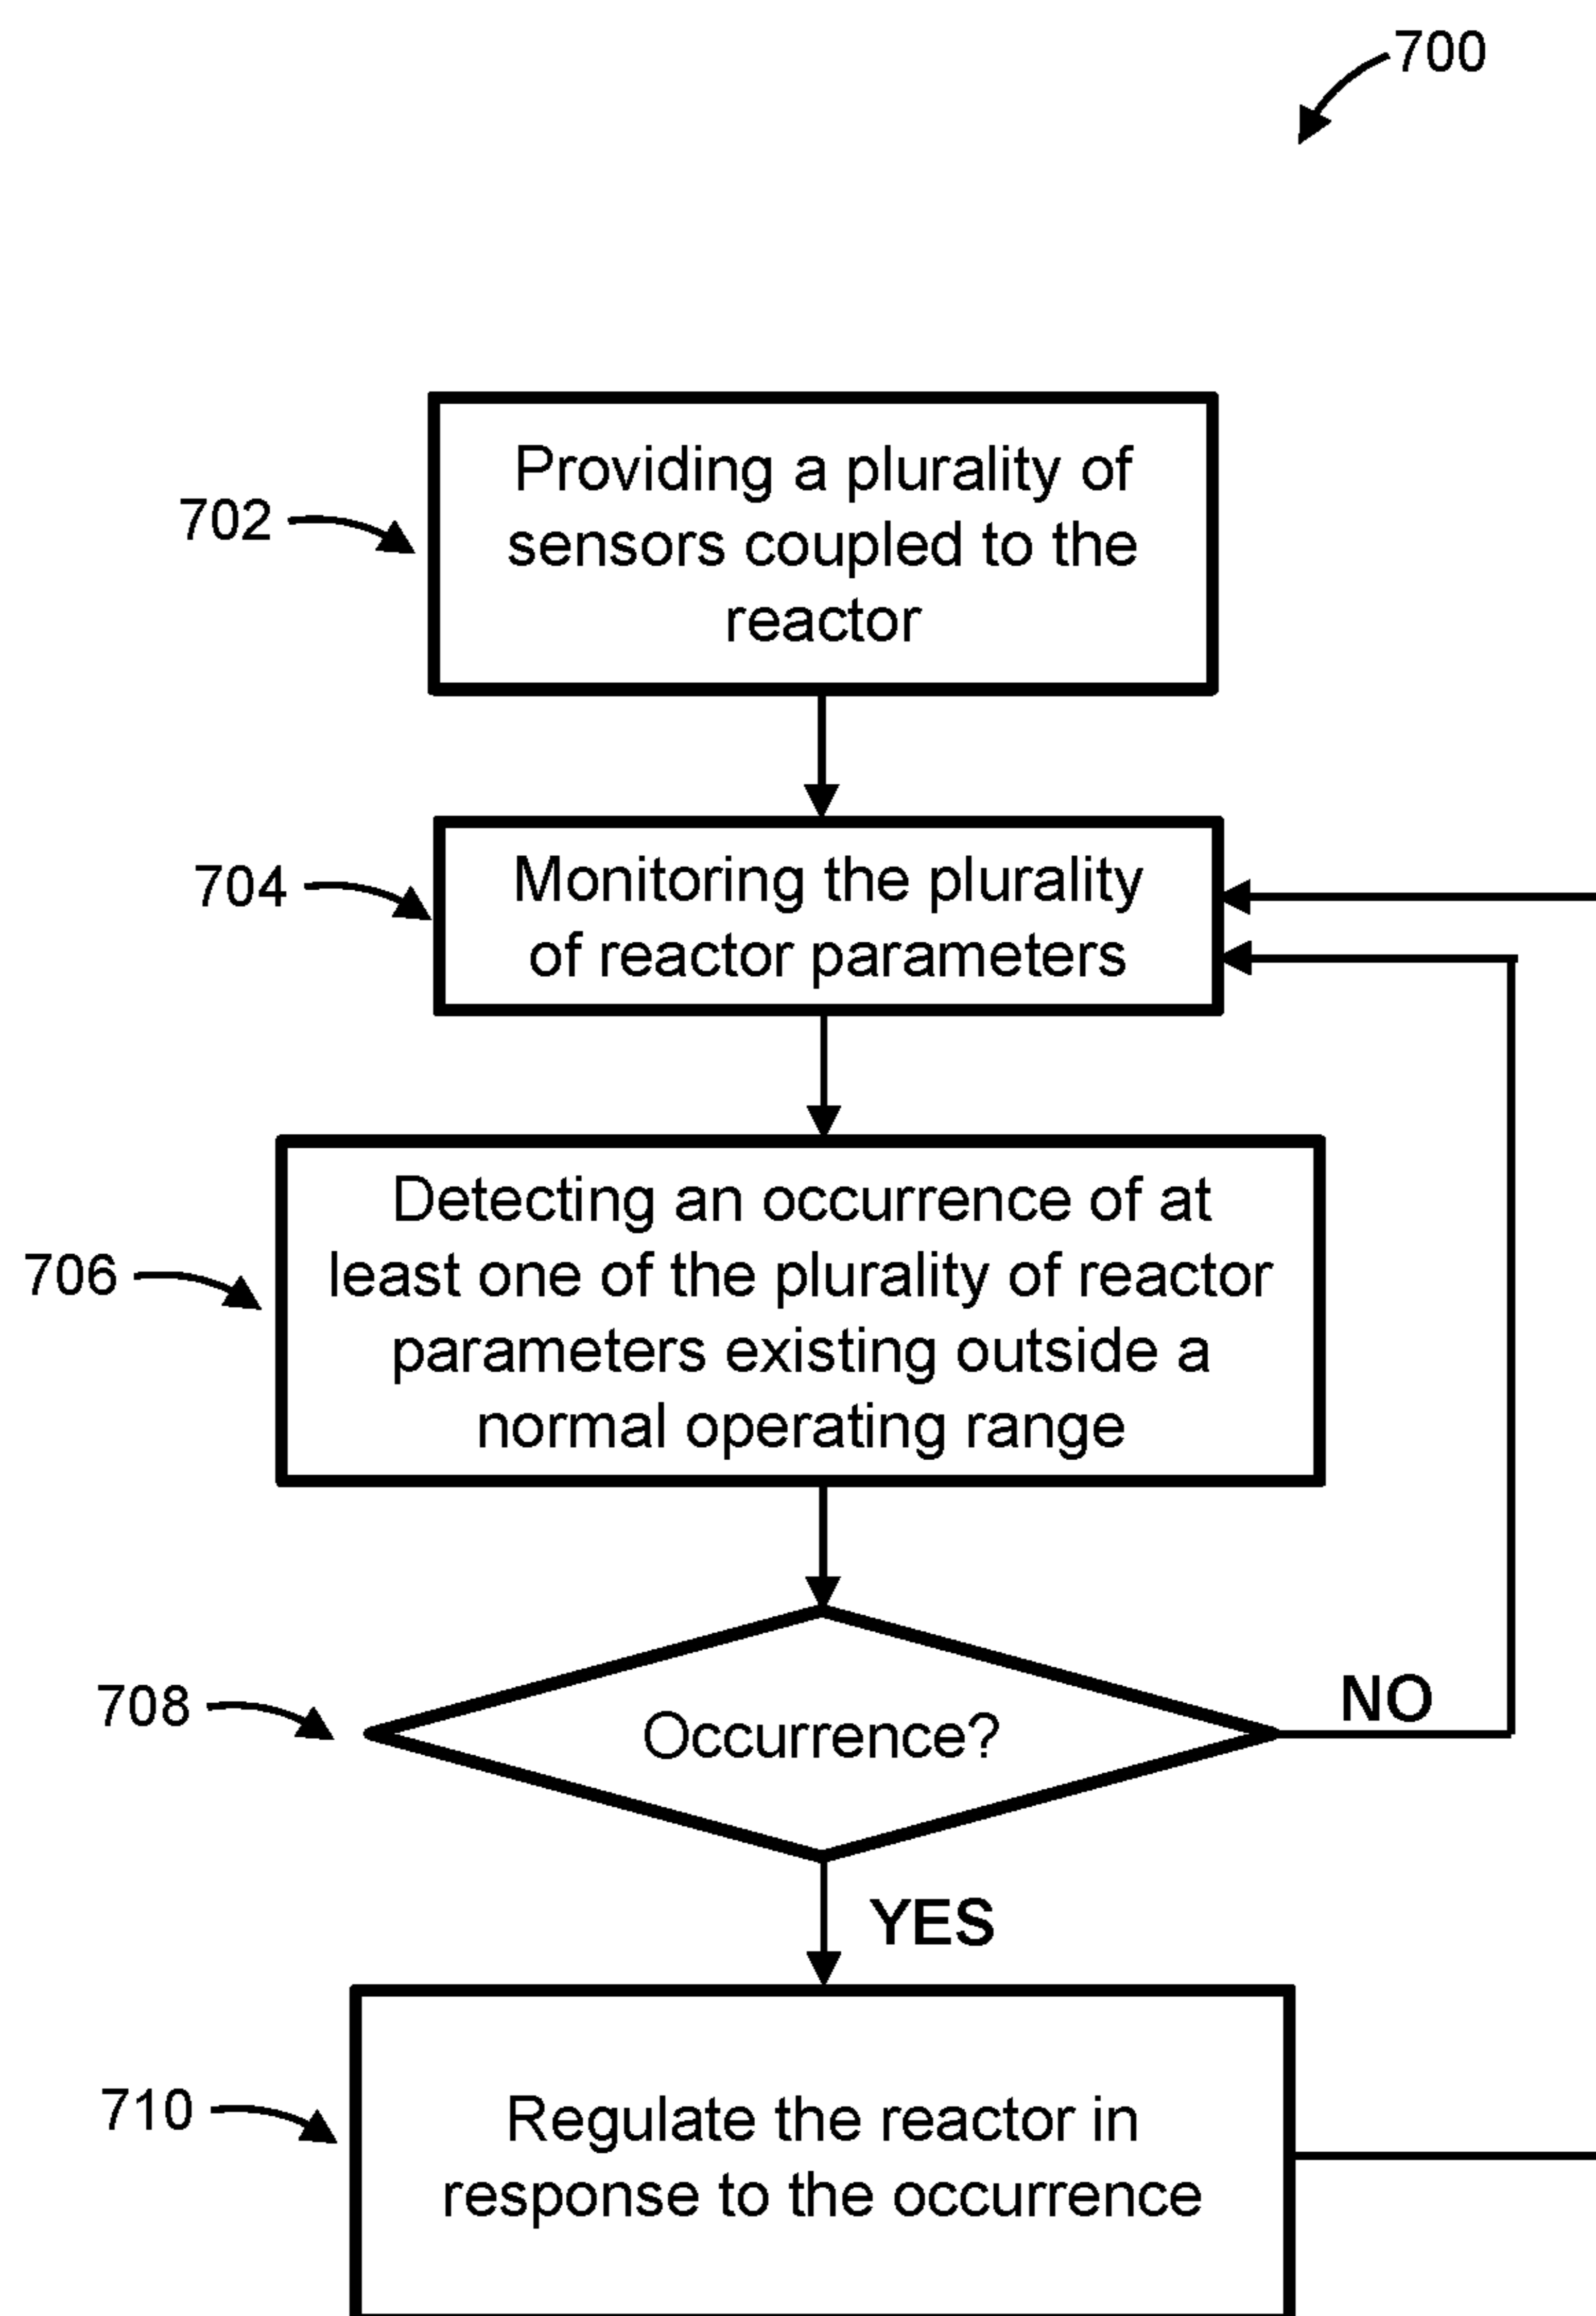 700
702
Providing a plurality of
sensors coupled to the
reactor
704
Monitoring the plurality
of reactor parameters
706
Detecting an occurrence of at
least one of the plurality of reactor
parameters existing outside a
normal operating range
708
Occurrence?
NO
YES
710
Regulate the reactor in
response to the occurrence